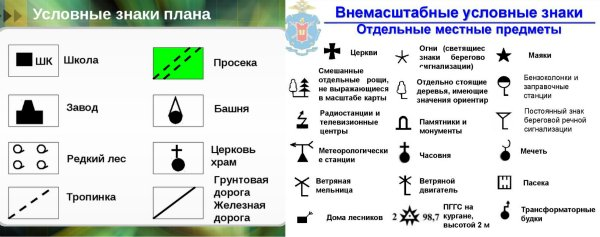 Условные знаки плана
ШК
Школа
Просека
Завод
Башня
Редкий лес
Церковь
храм
Тропинка
Грунтовая
дорога
Железная
дорога
Внемасштабные условные знаки
Отдельные местные предметы
Церкви
Огни (светящиес
знаки берегово
сигнализации)
Маяки
Смешанные
отдельные рощи,
не выражающиеся
в масштабе карты
Отдельно стоящие
деревья, имеющие
значения ориентир
Бензоколонки и
заправочные
станции
Радиостанции и
телевизионные
центры
Памятники и
монументы
Постоянный знак
береговой речной
сигнализации
Метеорологически
е станции
Часовня
Мечеть
Ветряная
мельница
Ветряной
двигатель
Пасека
Дома лесников
2
98,7
ПГГС на
кургане,
высотой 2 м
Трансформаторные
будки